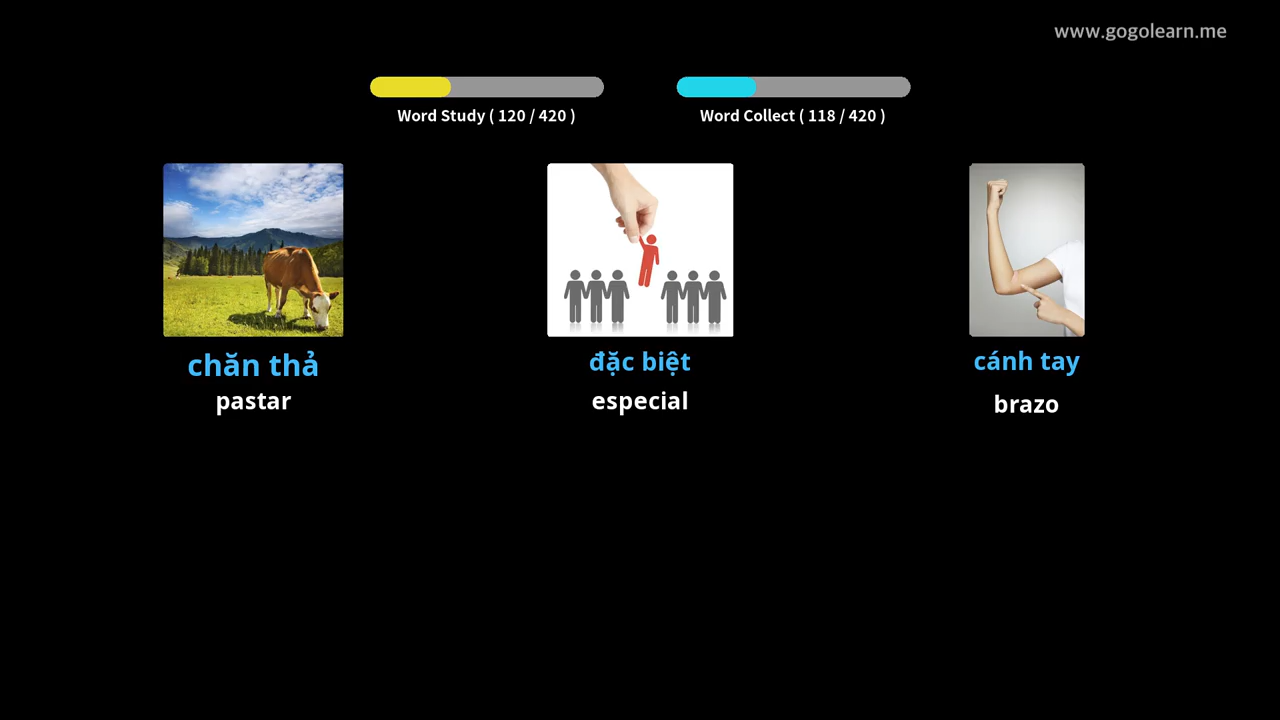 www.gogolearn.me
Word Study ( 120 / 420 )
Word Collect ( 118 / 420 )
chăn thả
pastar
đặc biệt
especial
cánh tay
brazo